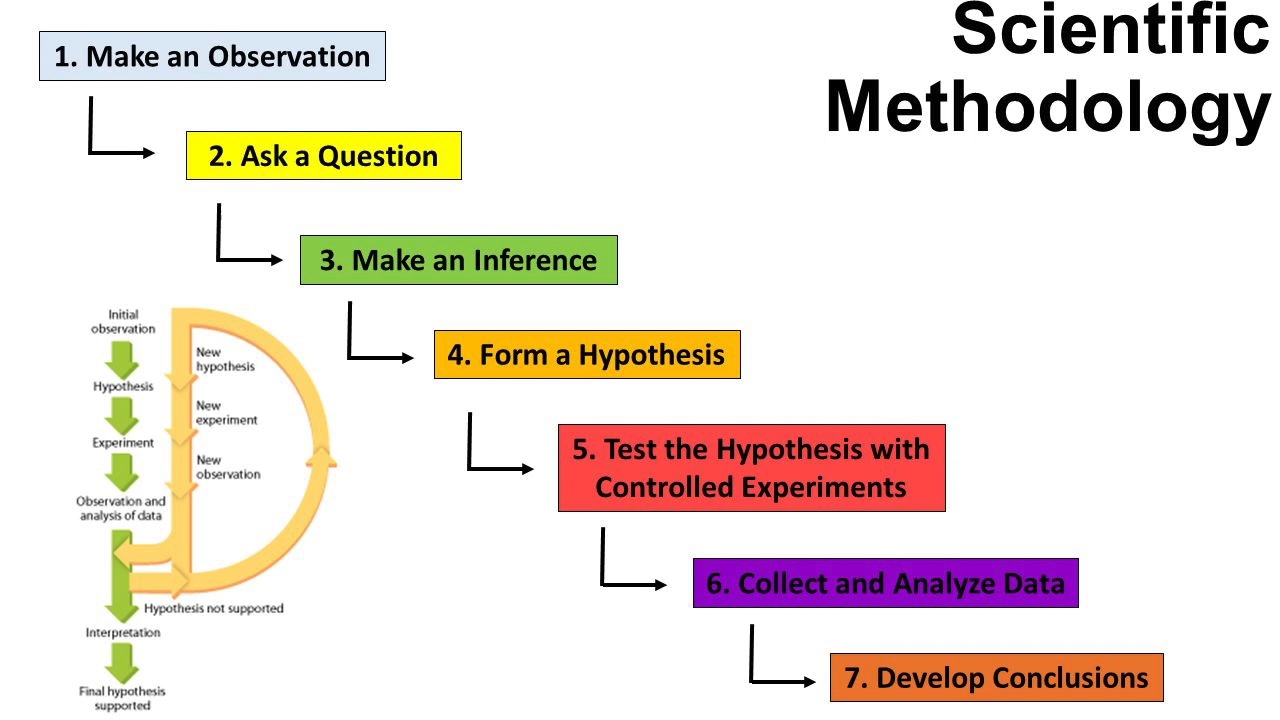 Scientific
Methodology
1. Make an Observation
2. Ask a Question
3. Make an Inference
4. Form a Hypothesis
5. Test the Hypothesis with
Controlled Experiments
6. Collect and Analyze Data
7. Develop Conclusions
Initial
observation
Hypothesis
Experiment
Observation and
analysis of data
New
hypothesis
New
experiment
New
observation
Hypothesis not supported
Interpretation
Final hypothesis
supported